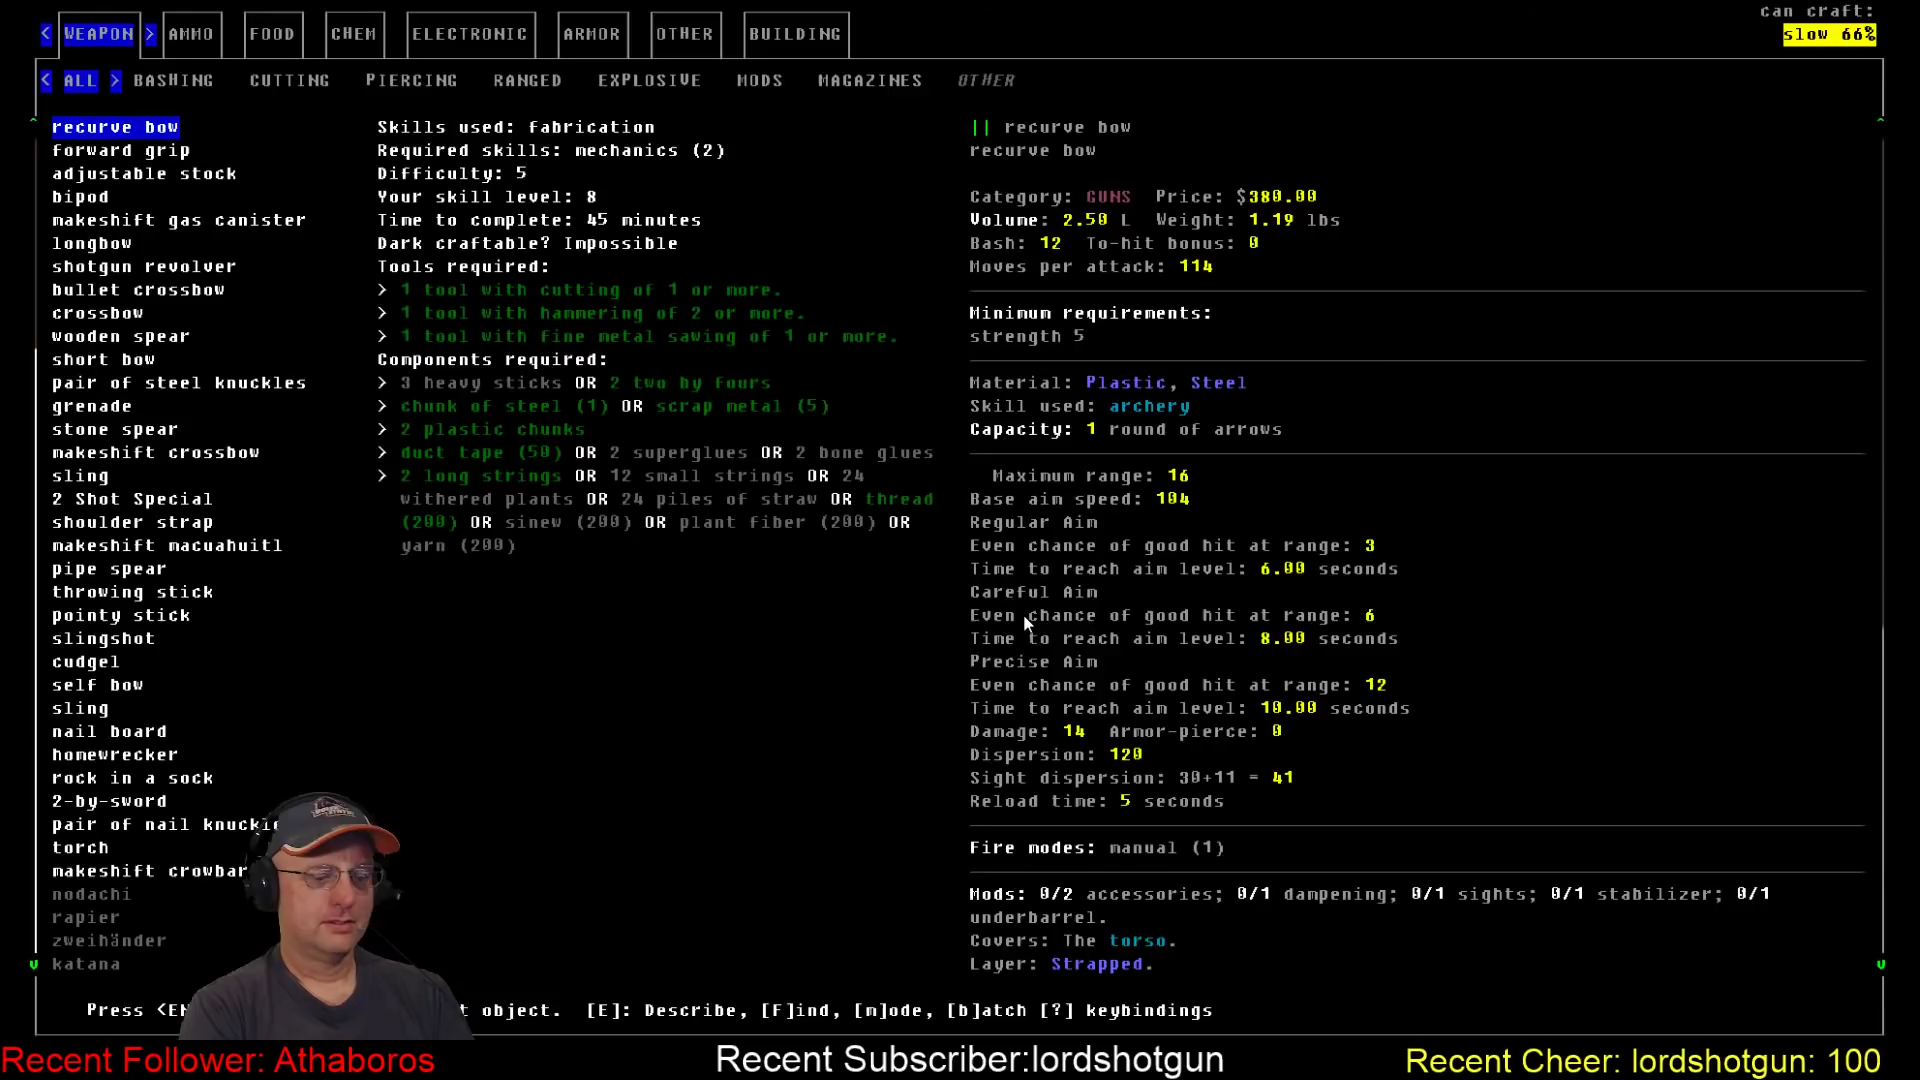 can craft:
< WEAPON > AMMO FOOD CHEM ELECTRONIC ARMOR OTHER BUILDING
slow 66%
< ALL > BASHING CUTTING PIERCING RANGED EXPLOSIVE MODS MAGAZINES OTHER
recurve bow
forward grip
adjustable stock
bipod
makeshift gas canister
longbow
shotgun revolver
bullet crossbow
crossbow
wooden spear
short bow
pair of steel knuckles
grenade
stone spear
makeshift crossbow
sling
2 Shot Special
shoulder strap
makeshift macuahuitl
pipe spear
throwing stick
pointy stick
slingshot
cudgel
self bow
sling
nail board
homewrecker
rock in a sock
2-by-sword
pair of nail
torch
makeshift crowbar
nodachi
rapier
zweihänder
v katana
Skills used: fabrication
Required skills: mechanics (2)
Difficulty: 5
Your skill level: 8
Time to complete: 45 minutes
Dark craftable? Impossible
Tools required:
> 1 tool with cutting of 1 or more.
> 1 tool with hammering of 2 or more.
> 1 tool with fine metal sawing of 1 or more.
Components required:
> 3 heavy sticks OR 2 two by fours
> chunk of steel (1) OR scrap metal (5)
> 2 plastic chunks
> duct tape (50) OR 2 superglues OR 2 bone glues
> 2 long strings OR 12 small strings OR 24
withered plants OR 24 piles of straw OR thread
(200) OR sinew (200) OR plant fiber (200) OR
yarn (200)
|| recurve bow
recurve bow
Category: GUNS Price: $380.00
Volume: 2.50 L Weight: 1.19 lbs
Bash: 12 To-hit bonus: 0
Moves per attack: 114
Minimum requirements:
strength 5
Material: Plastic, Steel
Skill used: archery
Capacity: 1 round of arrows
Maximum range: 16
Base aim speed: 104
Regular Aim
Even chance of good hit at range: 3
Time to reach aim level: 6.00 seconds
Careful Aim
Even chance of good hit at range: 6
Time to reach aim level: 8.00 seconds
Precise Aim
Even chance of good hit at range: 12
Time to reach aim level: 10.00 seconds
Damage: 14 Armor-pierce: 0
Dispersion: 120
Sight dispersion: 30+11 = 41
Reload time: 5 seconds
Fire modes: manual (1)
Mods: 0/2 accessories; 0/1 dampening; 0/1 sights; 0/1 stabilizer; 0/1
underbarrel.
Covers: The torso.
Layer: Strapped. v
Press <EN object. [E]: Describe, [F]ind, [m]ode, [b]atch [?] keybindings
Recent Follower: Athaboros Recent Subscriber:lordshotgun Recent Cheer: lordshotgun: 100